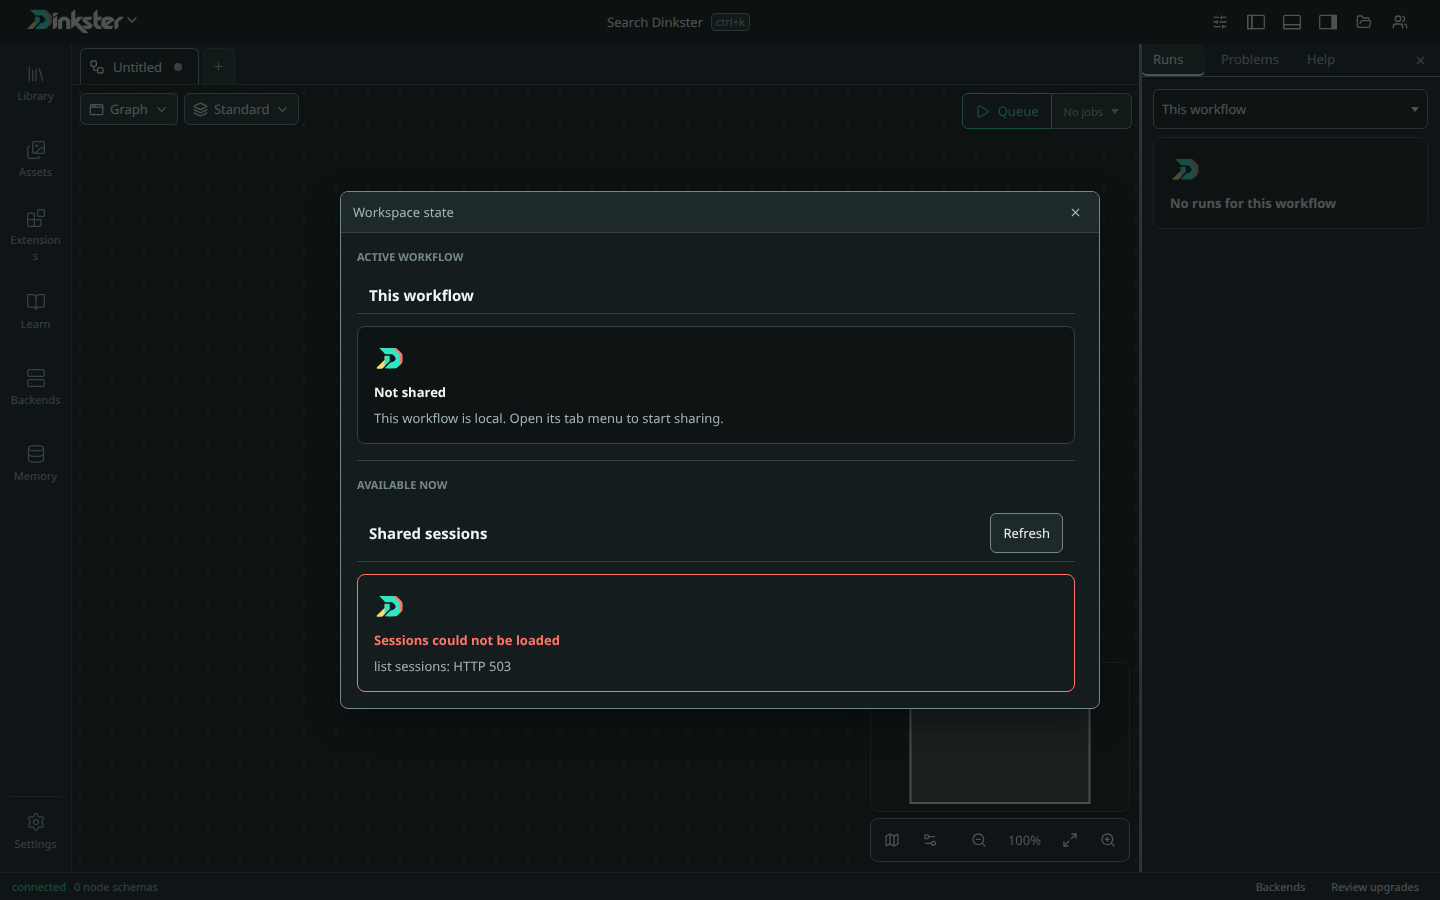 Dinkster
Search Dinkster ctrl+k
Library
Assets
Extension
s
Learn
Backends
Memory
Settings
Untitled
+
Graph
Standard
Queue
No jobs
Runs
Problems
Help
This workflow
No runs for this workflow
Workspace state
ACTIVE WORKFLOW
This workflow
Not shared
This workflow is local. Open its tab menu to start sharing.
AVAILABLE NOW
Shared sessions
Refresh
Sessions could not be loaded
list sessions: HTTP 503
100%
connected
0 node schemas
Backends
Review upgrades